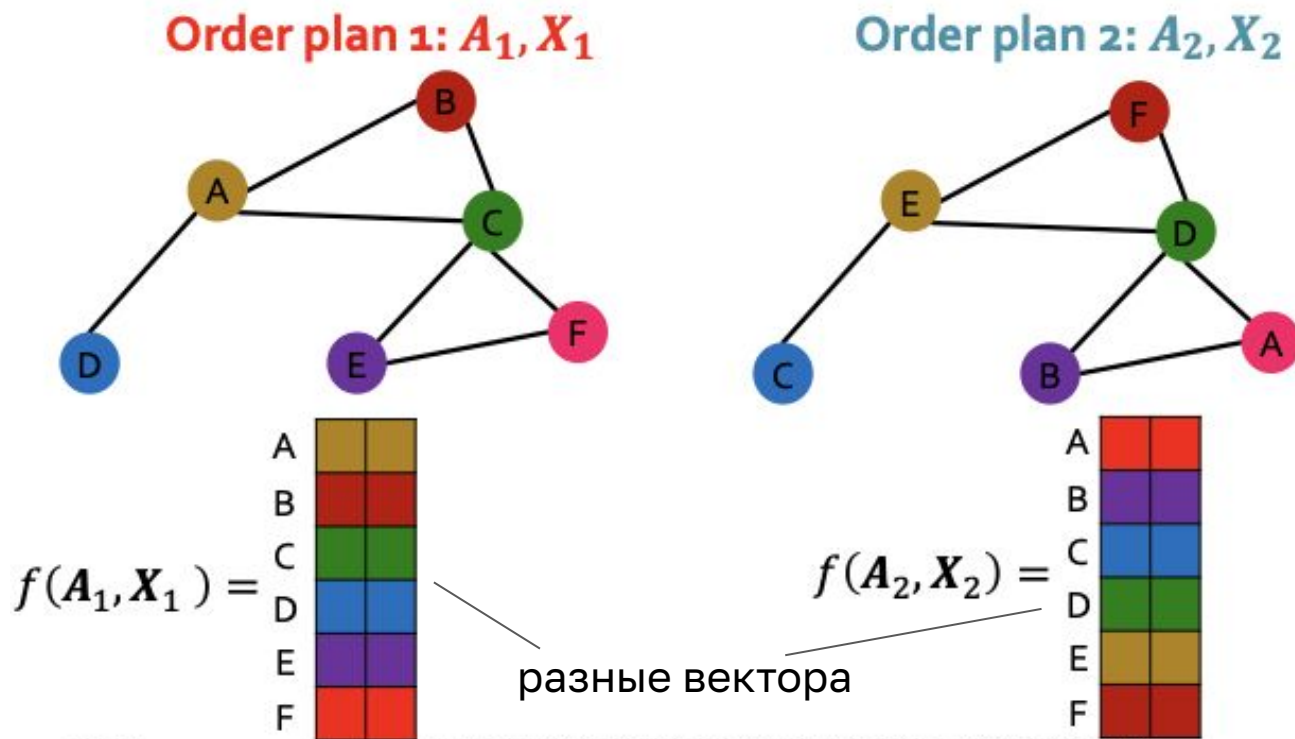 Order plan 1: A₁, X₁
Order plan 2: A₂, X₂
B
A
C
D
E
F
F
E
D
C
B
A
A
B
C
D
E
F
f(A₁, X₁) =
A
B
C
D
E
F
f(A₂, X₂) =
разные вектора